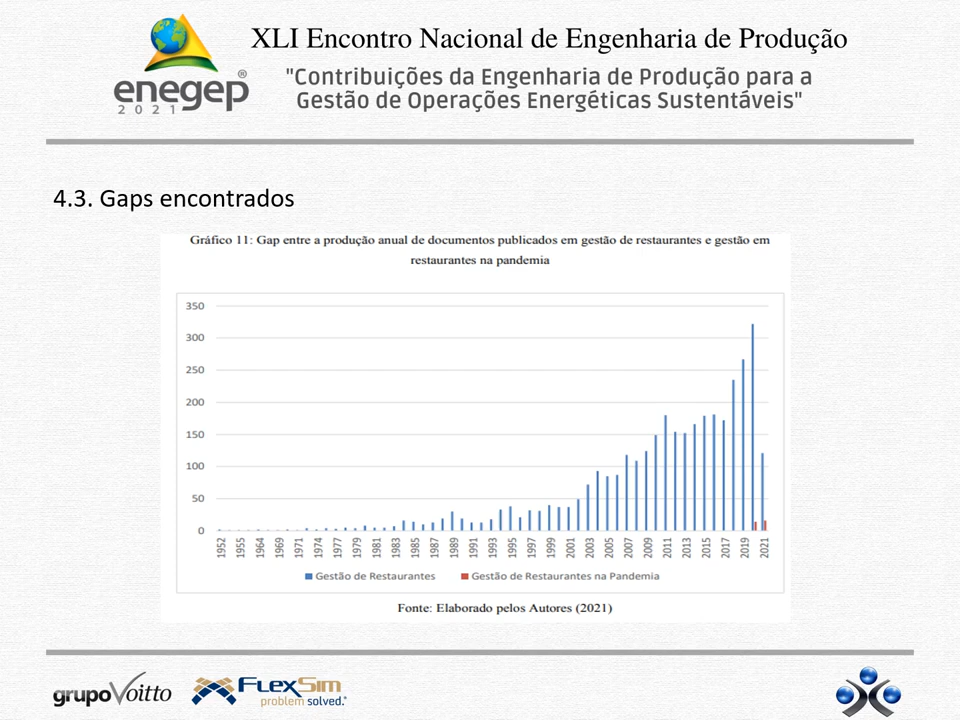 XLI Encontro Nacional de Engenharia de Produção
"Contribuições da Engenharia de Produção para a
Gestão de Operações Energéticas Sustentáveis"
enegep®
2021
4.3. Gaps encontrados
Gráfico 11: Gap entre a produção anual de documentos publicados em gestão de restaurantes e gestão em
restaurantes na pandemia
350
300
250
200
150
100
50
0
1952 1955 1964 1969 1971 1974 1977 1979 1981 1983 1985 1987 1989 1991 1993 1995 1997 1999 2001 2003 2005 2007 2009 2011 2013 2015 2017 2019 2021
Gestão de Restaurantes Gestão de Restaurantes na Pandemia
Fonte: Elaborado pelos Autores (2021)
grupoVoitto
FlexSim
problem solved.®